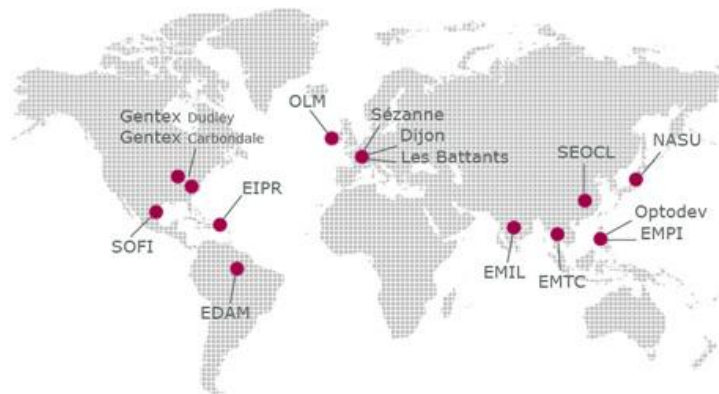 OLM
Sézanne
Dijon
Les Battants
Gentex Dudley
Gentex Carbondale
SEOCL
NASU
EIPR
SOFI
Optodev
EMPI
EMIL
EMTC
EDAM